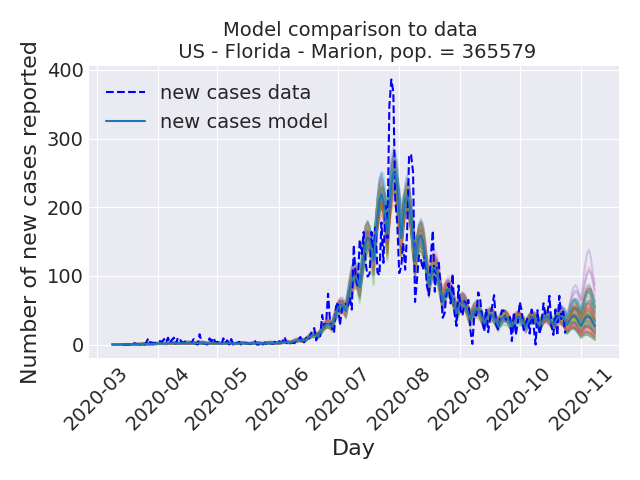 Model comparison to data
US - Florida - Marion, pop. = 365579
Number of new cases reported
400
300
200
100
0
new cases data
new cases model
2020-03
2020-04
2020-05
2020-06
2020-07
2020-08
2020-09
2020-10
2020-11
Day